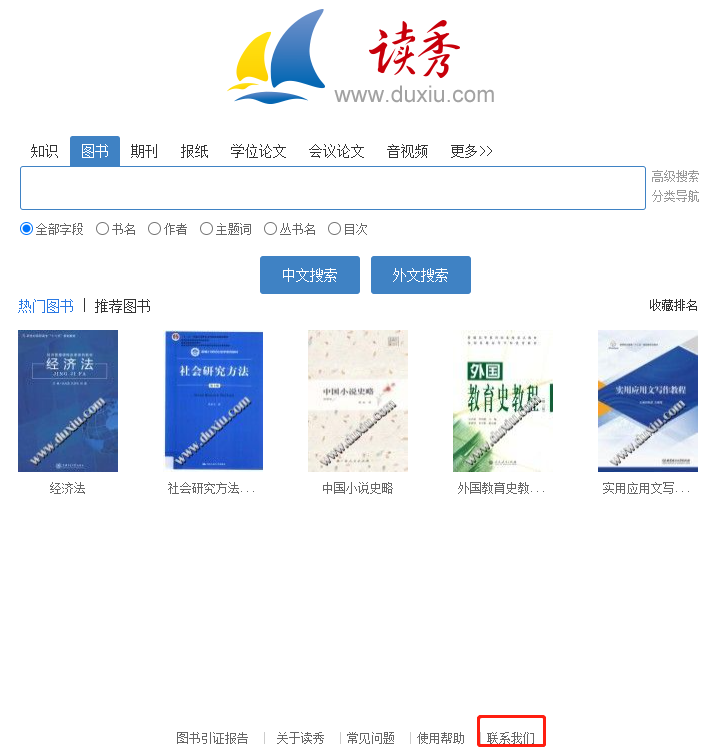 读秀
www.duxiu.com
知识 图书 期刊 报纸 学位论文 会议论文 音视频 更多>>
高级搜索
分类导航
全部字段 书名 作者 主题词 丛书名 目次
中文搜索 外文搜索
热门图书 推荐图书 收藏排名
经济法
JING JI FA
www.duxiu.com
社会研究方法
www.duxiu.com
中国小说史略
www.duxiu.com
外国
教育史教程
www.duxiu.com
实用应用文写作教程
www.duxiu.com
经济法 社会研究方法... 中国小说史略 外国教育史教... 实用应用文写...
图书引证报告 关于读秀 常见问题 使用帮助 联系我们